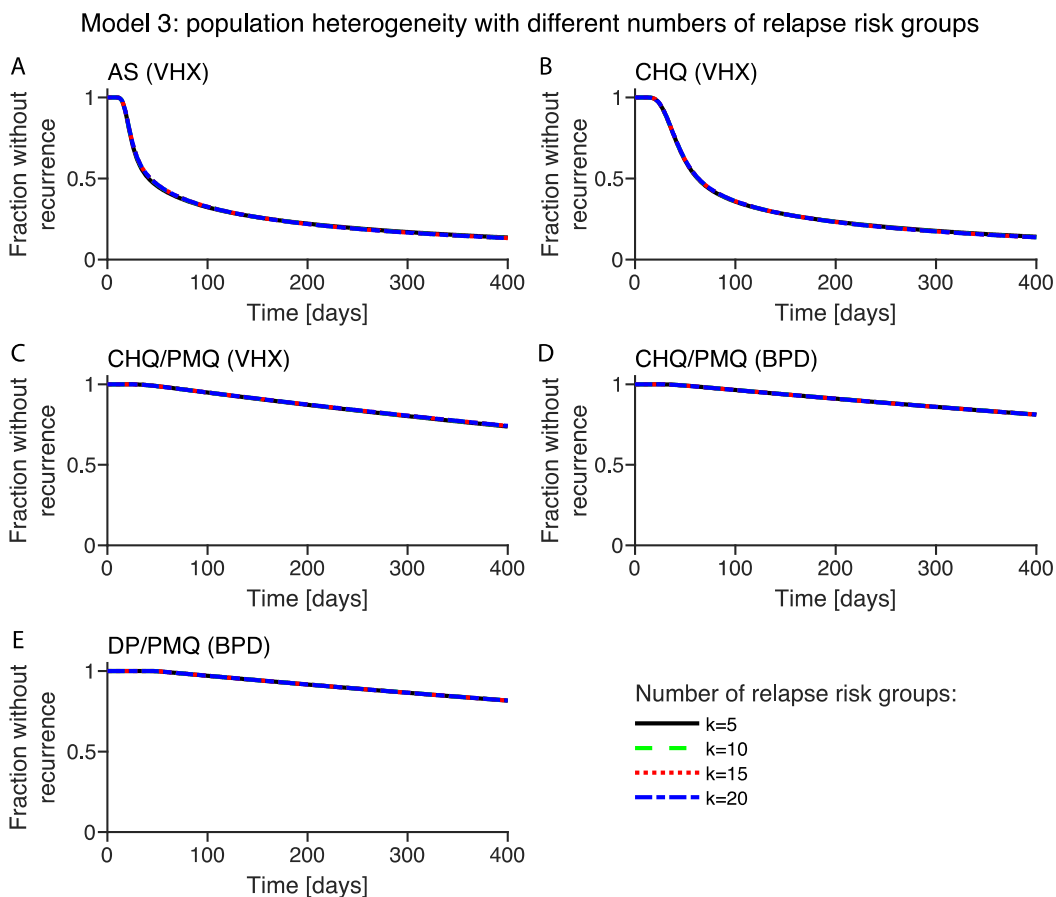 Model 3: population heterogeneity with different numbers of relapse risk groups
A
AS (VHX)
Fraction without
recurrence
1
0.5
0
0
100
200
300
400
Time [days]
B
CHQ (VHX)
Fraction without
recurrence
1
0.5
0
0
100
200
300
400
Time [days]
C
CHQ/PMQ (VHX)
Fraction without
recurrence
1
0.5
0
0
100
200
300
400
Time [days]
D
CHQ/PMQ (BPD)
Fraction without
recurrence
1
0.5
0
0
100
200
300
400
Time [days]
E
DP/PMQ (BPD)
Fraction without
recurrence
1
0.5
0
0
100
200
300
400
Time [days]
Number of relapse risk groups:
k=5
k=10
k=15
k=20